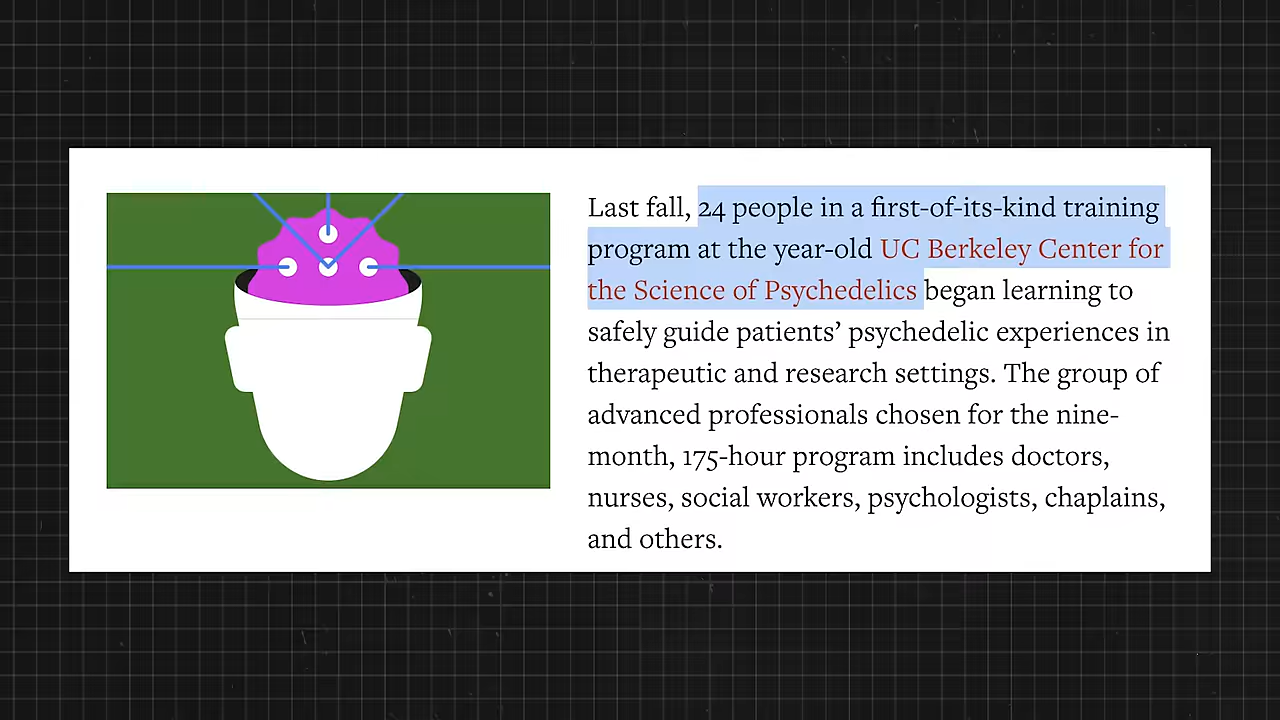 Last fall, 24 people in a first-of-its-kind training
program at the year-old UC Berkeley Center for
the Science of Psychedelics began learning to
safely guide patients’ psychedelic experiences in
therapeutic and research settings. The group of
advanced professionals chosen for the nine-
month, 175-hour program includes doctors,
nurses, social workers, psychologists, chaplains,
and others.